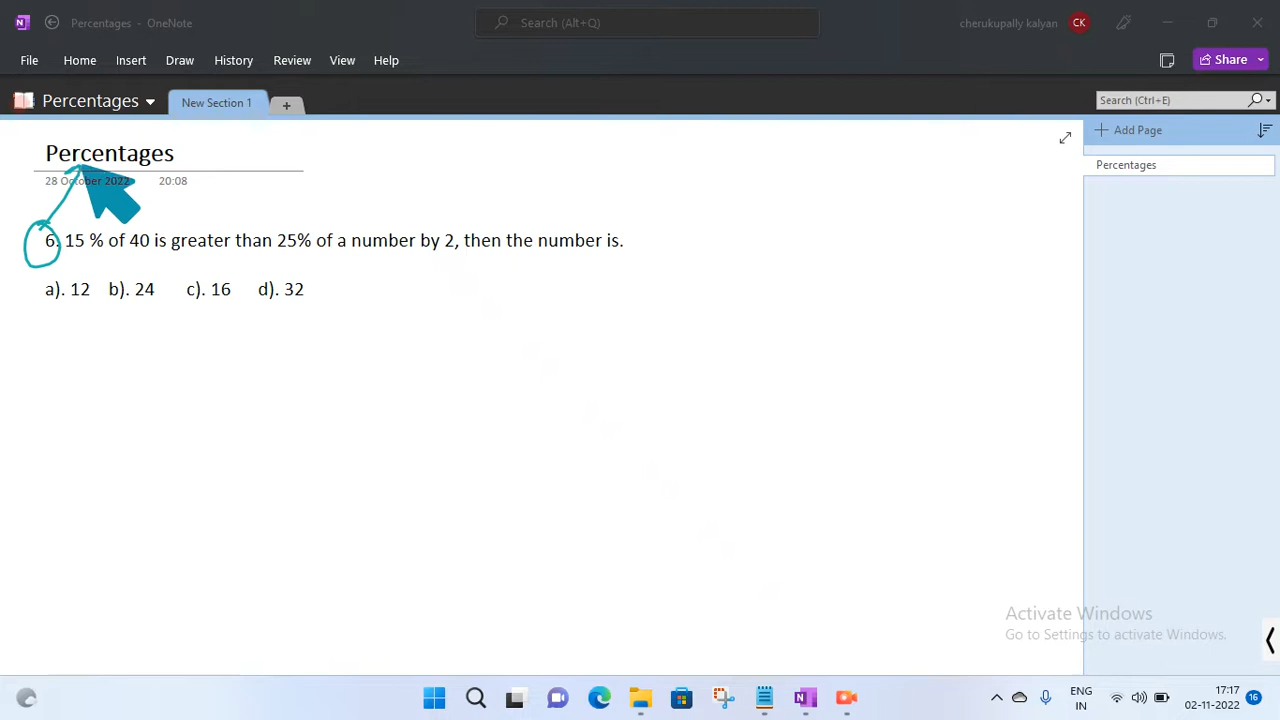 Percentages - OneNote
Search (Alt+Q)
cherukupally kalyan
CK
File Home Insert Draw History Review View Help
Share
Percentages
New Section 1
+
Search (Ctrl+E)
Add Page
Percentages
28 October 2022 20:08
Percentages
6. 15 % of 40 is greater than 25% of a number by 2, then the number is.
a). 12 b). 24 c). 16 d). 32
Activate Windows
Go to Settings to activate Windows.
ENG
IN
17:17
02-11-2022
16